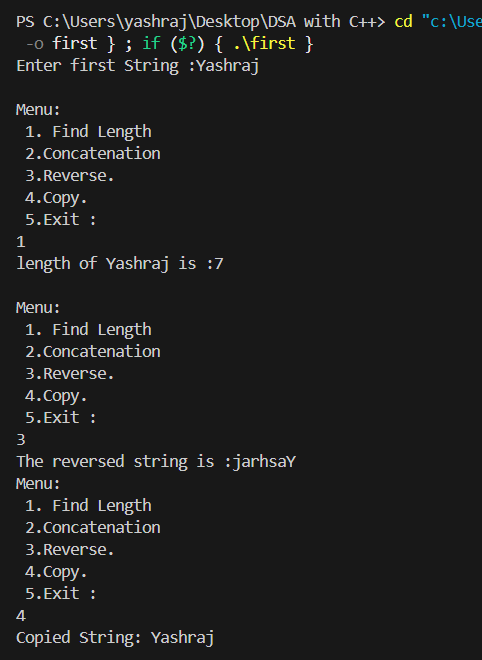 PS C:\Users\yashraj\Desktop\DSA with C++> cd "c:\Use
-o first } ; if ($?) { .\first }
Enter first String :Yashraj
Menu:
1. Find Length
2.Concatenation
3.Reverse.
4.Copy.
5.Exit :
1
length of Yashraj is :7
Menu:
1. Find Length
2.Concatenation
3.Reverse.
4.Copy.
5.Exit :
3
The reversed string is :jarhsaY
Menu:
1. Find Length
2.Concatenation
3.Reverse.
4.Copy.
5.Exit :
4
Copied String: Yashraj